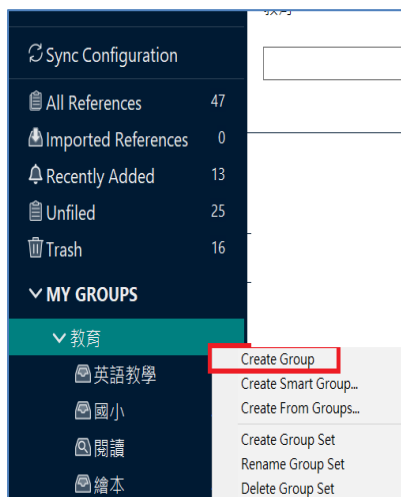 Sync Configuration
All References 47
Imported References 0
Recently Added 13
Unfiled 25
Trash 16
MY GROUPS
教育
英語教學
國小
閱讀
繪本
Create Group
Create Smart Group...
Create From Groups...
Create Group Set
Rename Group Set
Delete Group Set